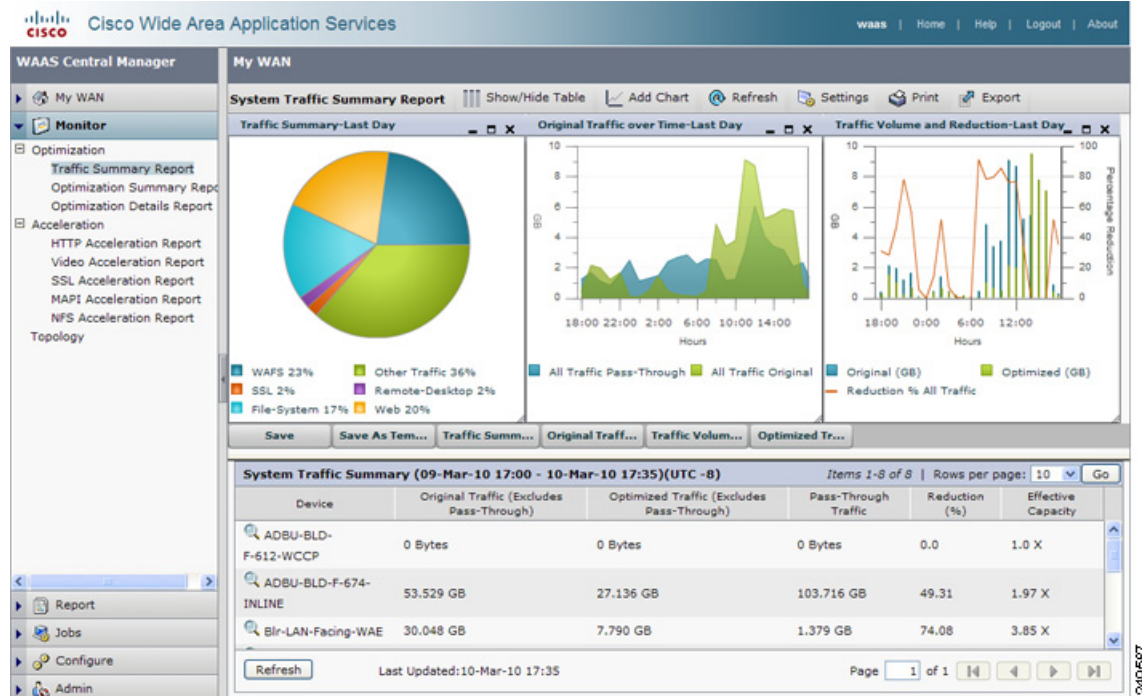 CISCO Cisco Wide Area Application Services
waas | Home | Help | Logout | About
WAAS Central Manager
My WAN
My WAN
Monitor
Optimization
Traffic Summary Report
Optimization Summary Repo
Optimization Details Report
Acceleration
HTTP Acceleration Report
Video Acceleration Report
SSL Acceleration Report
MAPI Acceleration Report
NFS Acceleration Report
Topology
Report
Jobs
Configure
Admin
System Traffic Summary Report Show/Hide Table Add Chart Refresh Settings Print Export
Traffic Summary-Last Day
WAFS 23% Other Traffic 36%
SSL 2% Remote-Desktop 2%
File-System 17% Web 20%
Original Traffic over Time-Last Day
10
8
6
4
2
0
GB
18:00 22:00 2:00 6:00 10:00 14:00
Hours
All Traffic Pass-Through All Traffic Original
Traffic Volume and Reduction-Last Day
10
8
6
4
2
0
GB
100
80
60
40
20
0
Percentage Reduction
18:00 0:00 6:00 12:00
Hours
Original (GB) Optimized (GB)
Reduction % All Traffic
Save Save As Tem... Traffic Summ... Original Traff... Traffic Volum... Optimized Tr...
System Traffic Summary (09-Mar-10 17:00 - 10-Mar-10 17:35)(UTC -8) Items 1-8 of 8 | Rows per page: 10 Go
Device Original Traffic (Excludes Pass-Through) Optimized Traffic (Excludes Pass-Through) Pass-Through Traffic Reduction (%) Effective Capacity
ADBU-BLD-F-612-WCCP 0 Bytes 0 Bytes 0 Bytes 0.0 1.0 X
ADBU-BLD-F-674-INLINE 53.529 GB 27.136 GB 103.716 GB 49.31 1.97 X
Blr-LAN-Facing-WAE 30.048 GB 7.790 GB 1.379 GB 74.08 3.85 X
Refresh Last Updated:10-Mar-10 17:35 Page 1 of 1